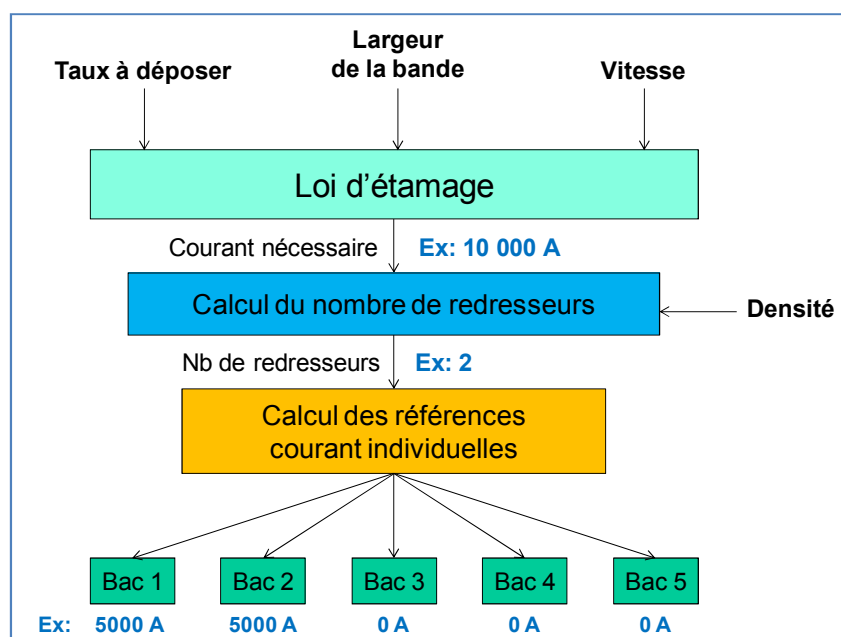 Taux à déposer
Largeur
de la bande
Vitesse
Loi d'étamage
Courant nécessaire Ex: 10 000 A
Calcul du nombre de redresseurs
Densité
Nb de redresseurs Ex: 2
Calcul des références
courant individuelles
Bac 1 Bac 2 Bac 3 Bac 4 Bac 5
Ex: 5000 A 5000 A 0 A 0 A 0 A